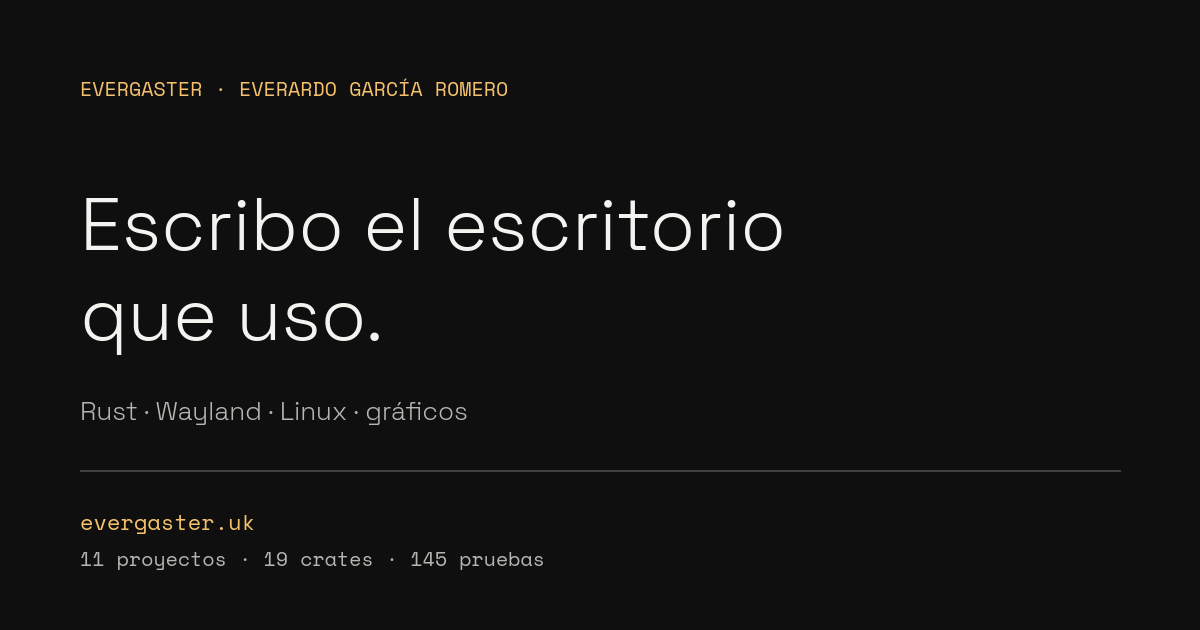 EVERGASTER · EVERARDO GARCÍA ROMERO
Escribo el escritorio
que uso.
Rust · Wayland · Linux · gráficos
evergaster.uk
11 proyectos · 19 crates · 145 pruebas